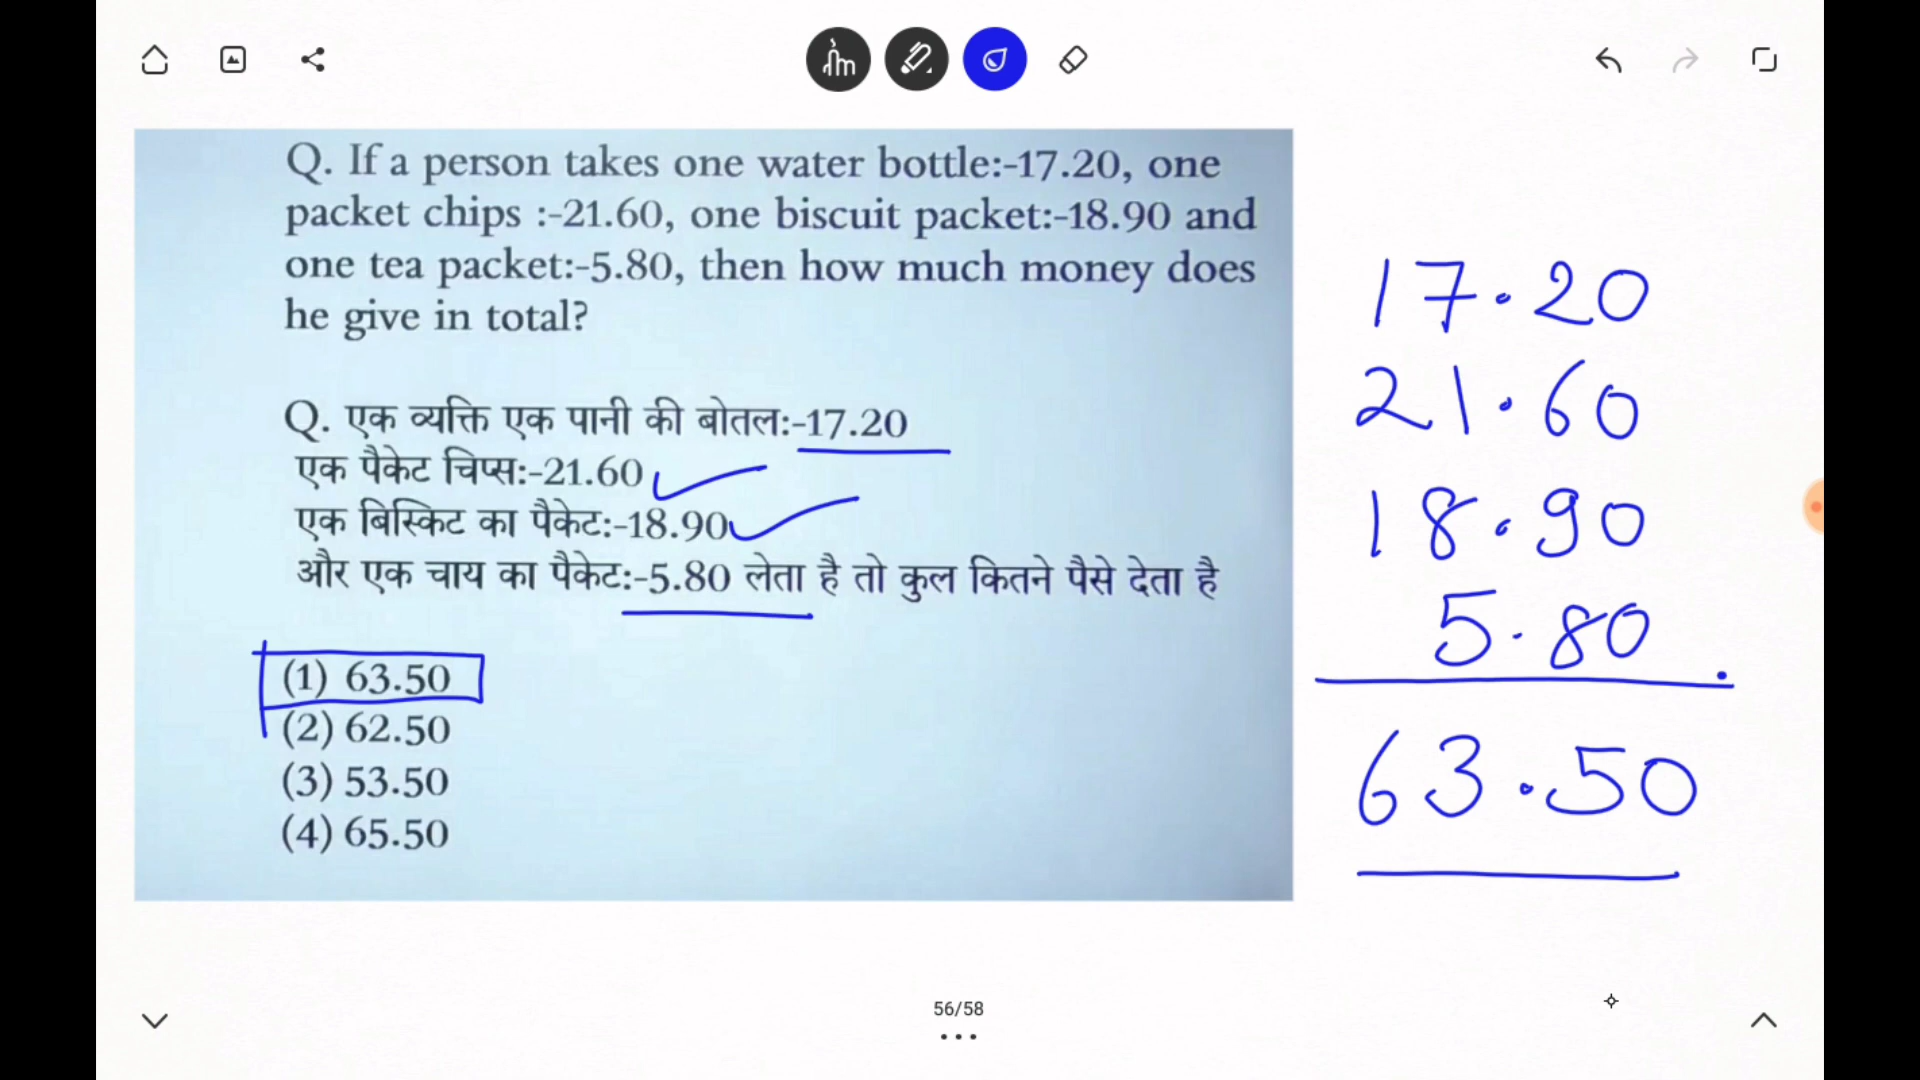 Q. If a person takes one water bottle:-17.20, one
packet chips :-21.60, one biscuit packet:-18.90 and
one tea packet:-5.80, then how much money does
he give in total?
Q. एक व्यक्ति एक पानी की बोतल:-17.20
एक पैकेट चिप्स:-21.60
एक बिस्किट का पैकेट:-18.90
और एक चाय का पैकेट:-5.80 लेता है तो कुल कितने पैसे देता है
(1) 63.50
(2) 62.50
(3) 53.50
(4) 65.50
17.20
21.60
18.90
5.80
63.50
56/58